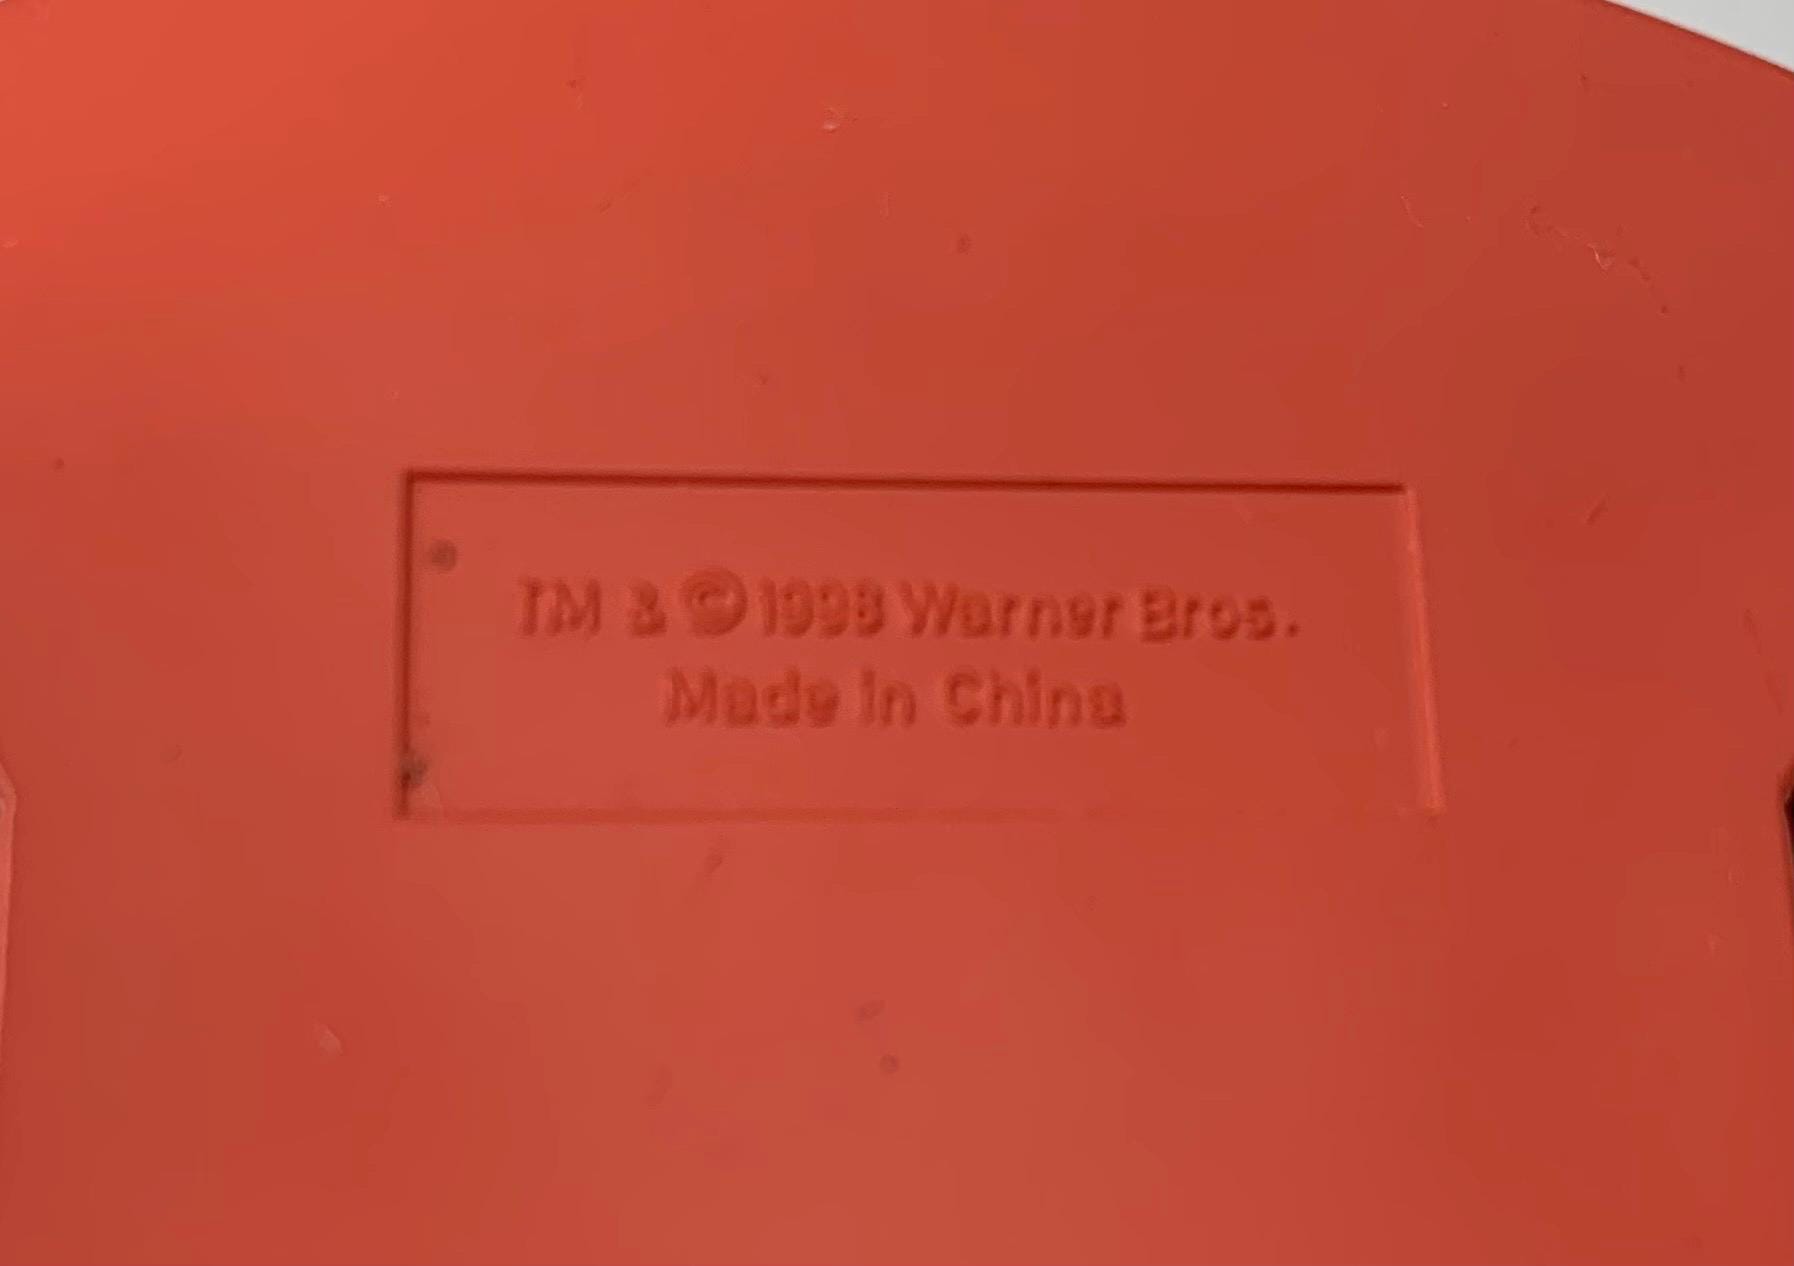 TM & © 1998 Warner Bros.
Made in China